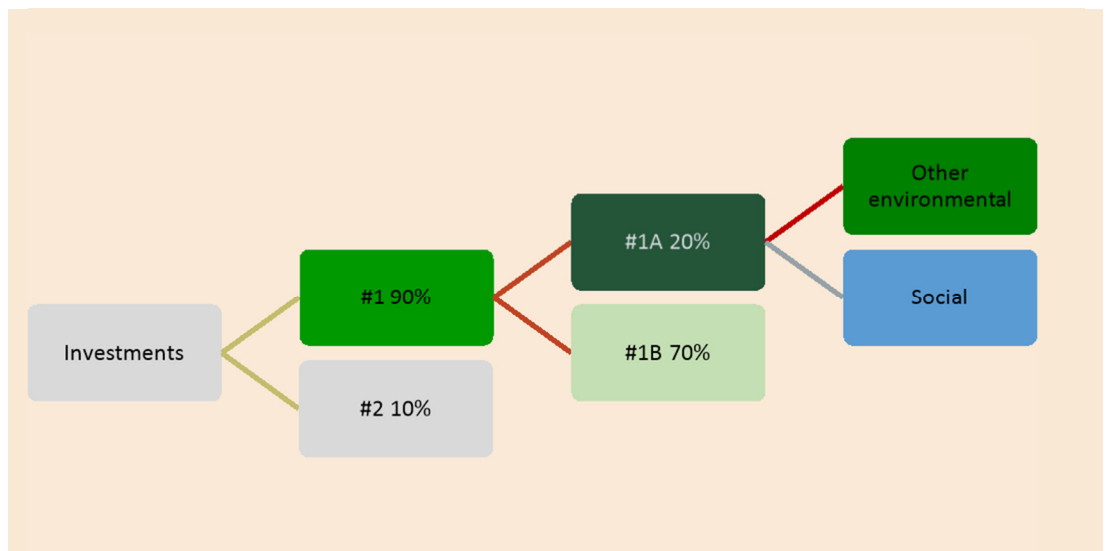 Other
environmental
#1A 20%
#1 90%
Social
Investments
#1B 70%
#2 10%